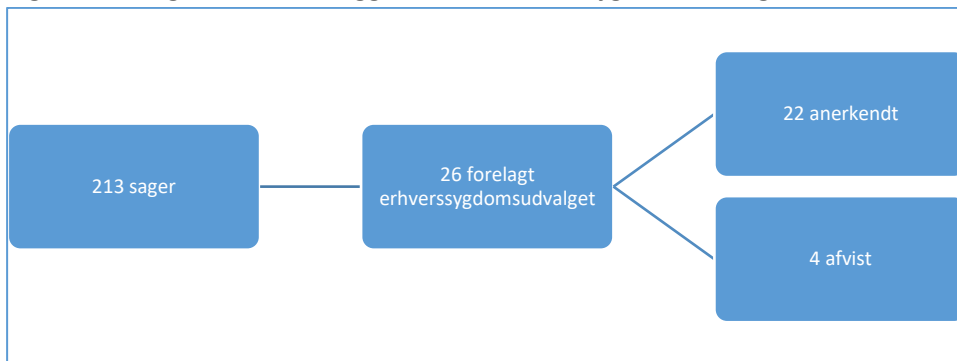 213 sager
26 forelagt
erhverssygdomsudvalget
22 anerkendt
4 afvist